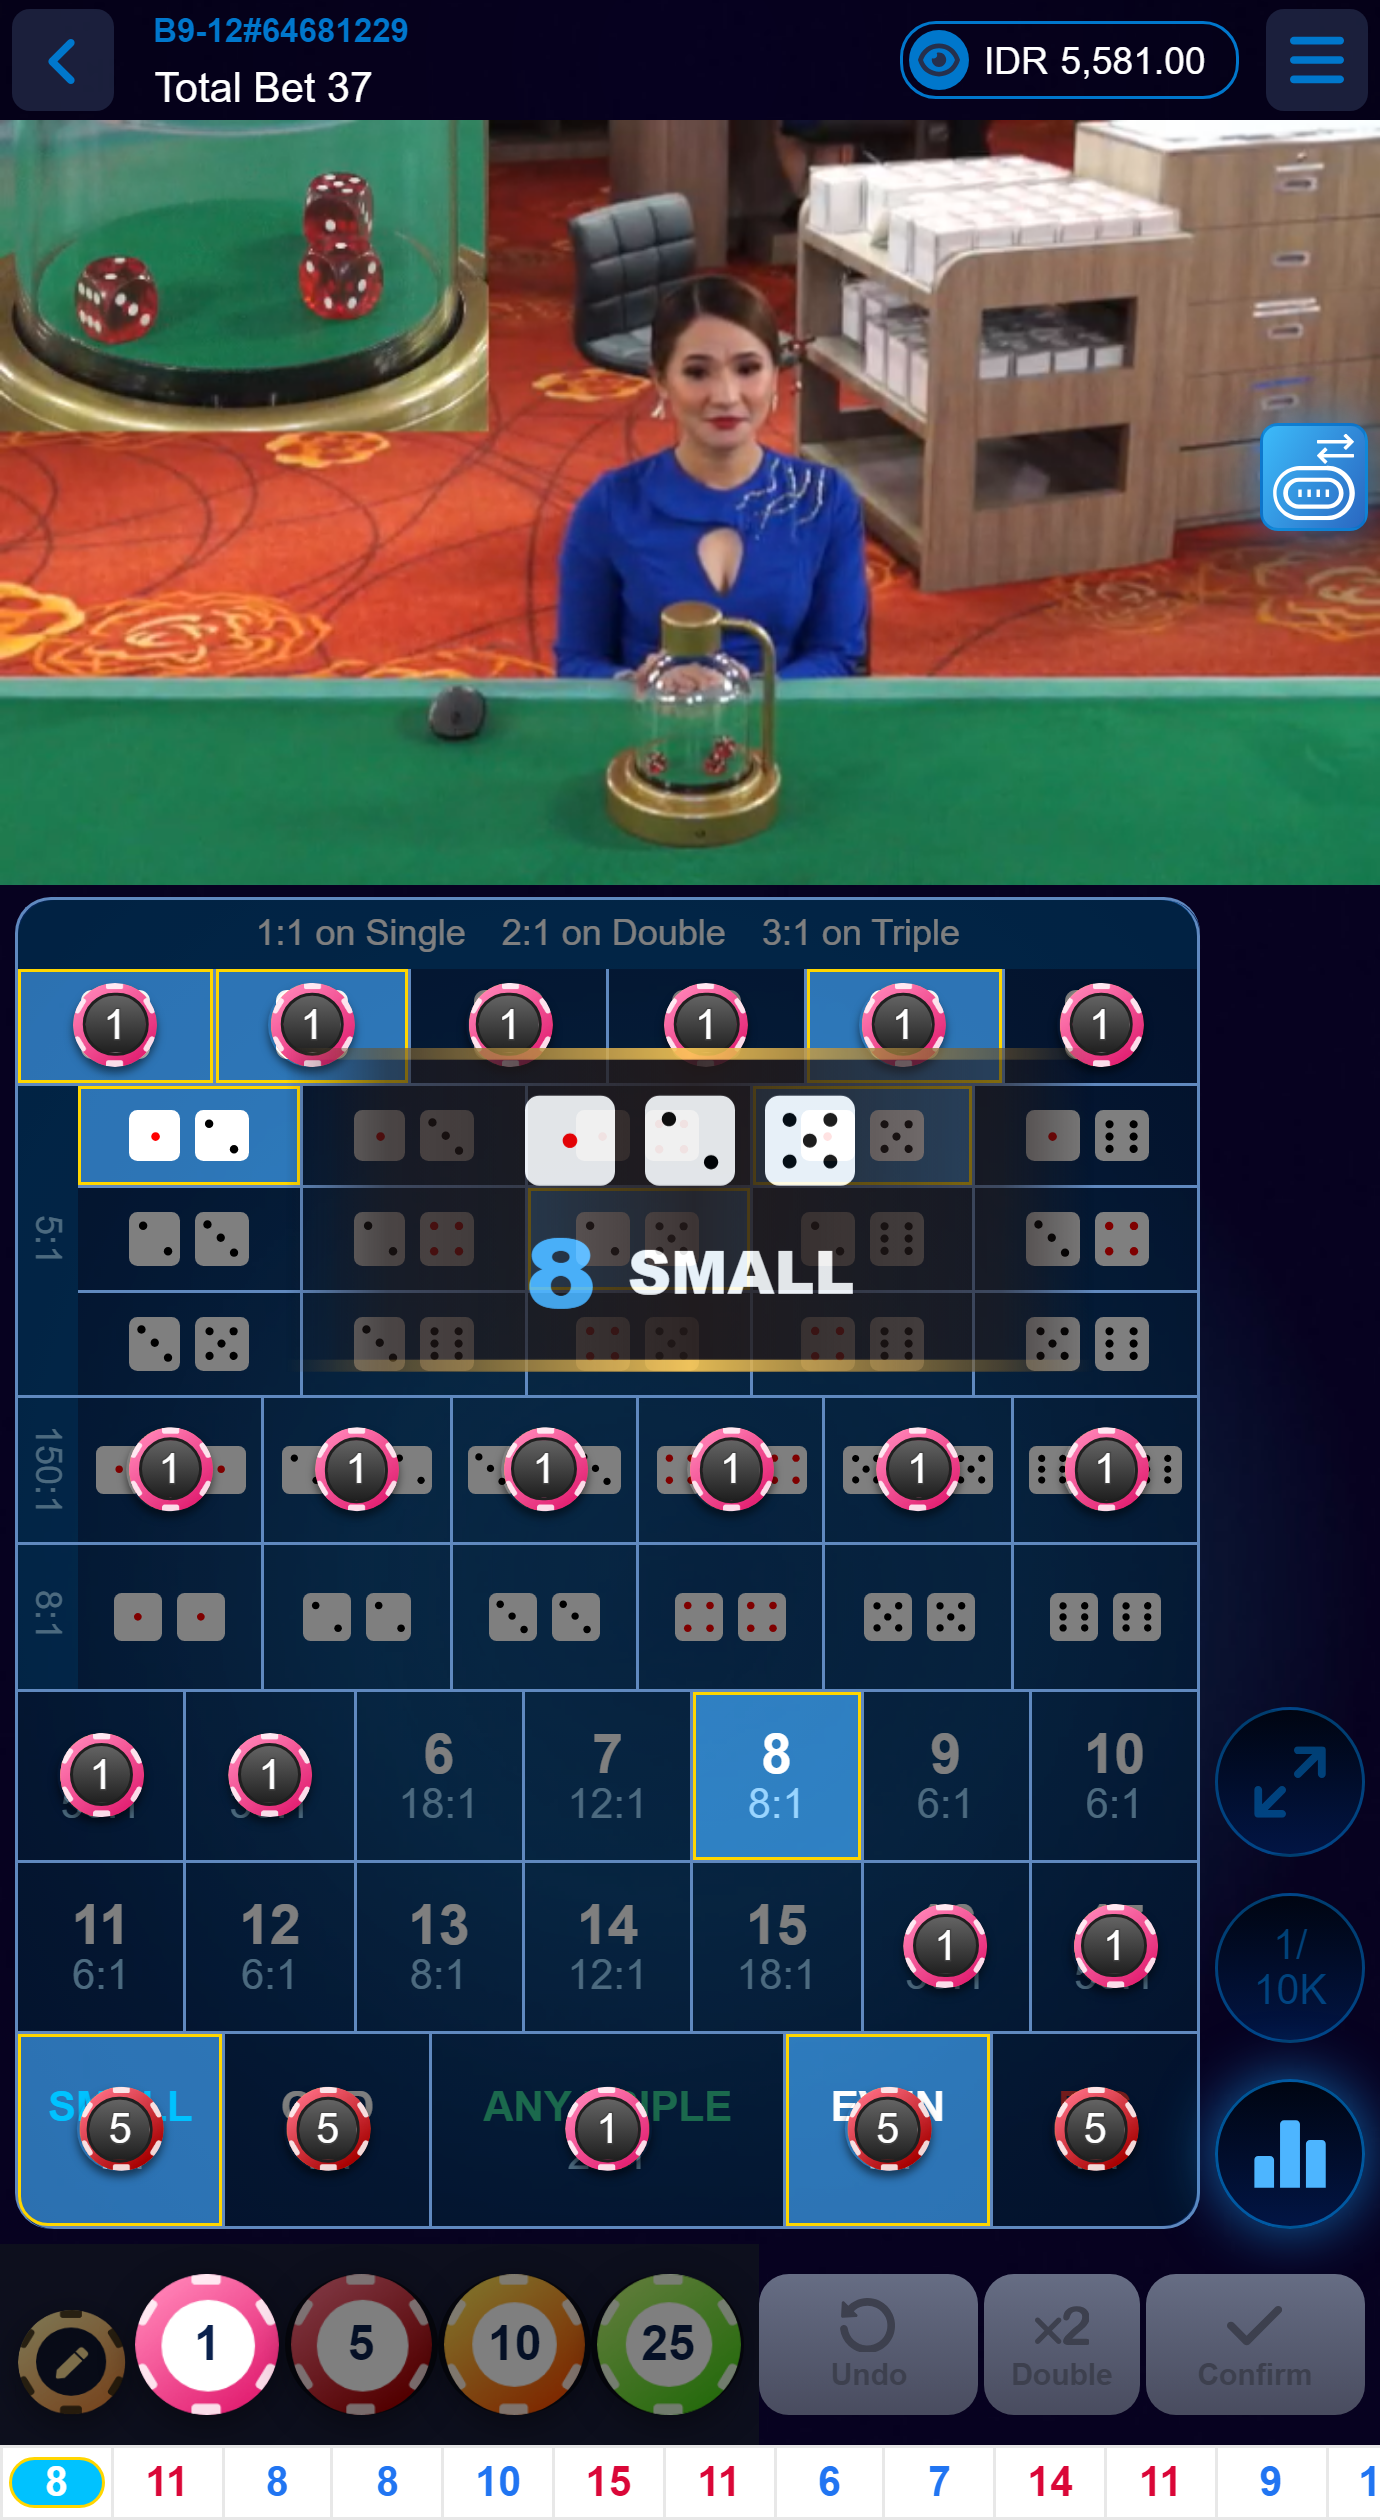 B9-12#64681229
Total Bet 37
IDR 5,581.00
1:1 on Single 2:1 on Double 3:1 on Triple
1 1 1 1 1 1
5:1
8 SMALL
150:1
1 1 1 1 1 1
8:1
1 1 6 7 8 9 10
18:1 12:1 8:1 6:1 6:1
11 12 13 14 15 1 1
6:1 6:1 8:1 12:1 18:1
1/
10K
5 5 1 5 5
1 5 10 25
Undo
x2
Double
Confirm
8 11 8 8 10 15 11 6 7 14 11 9 1